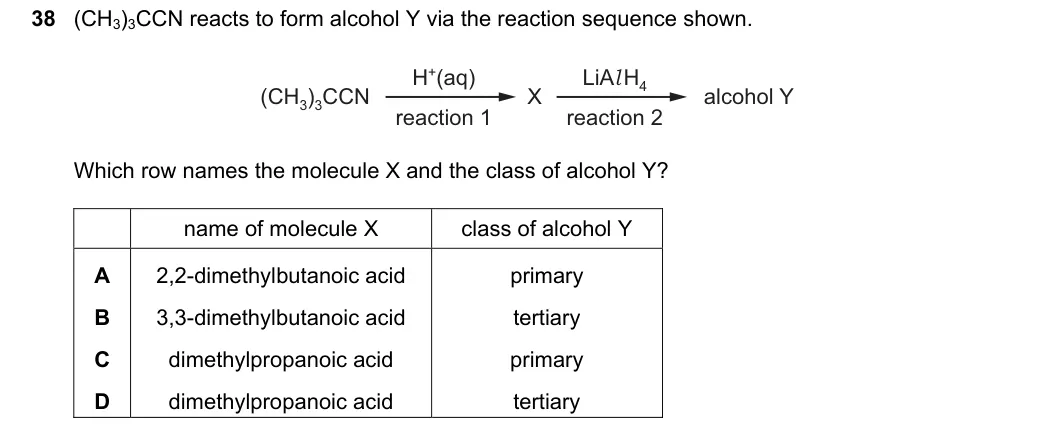 38 (CH₃)₃CCN reacts to form alcohol Y via the reaction sequence shown.
(CH₃)₃CCN H⁺(aq) reaction 1 X LiAlH₄ reaction 2 alcohol Y
Which row names the molecule X and the class of alcohol Y?
name of molecule X class of alcohol Y
A 2,2-dimethylbutanoic acid primary
B 3,3-dimethylbutanoic acid tertiary
C dimethylpropanoic acid primary
D dimethylpropanoic acid tertiary